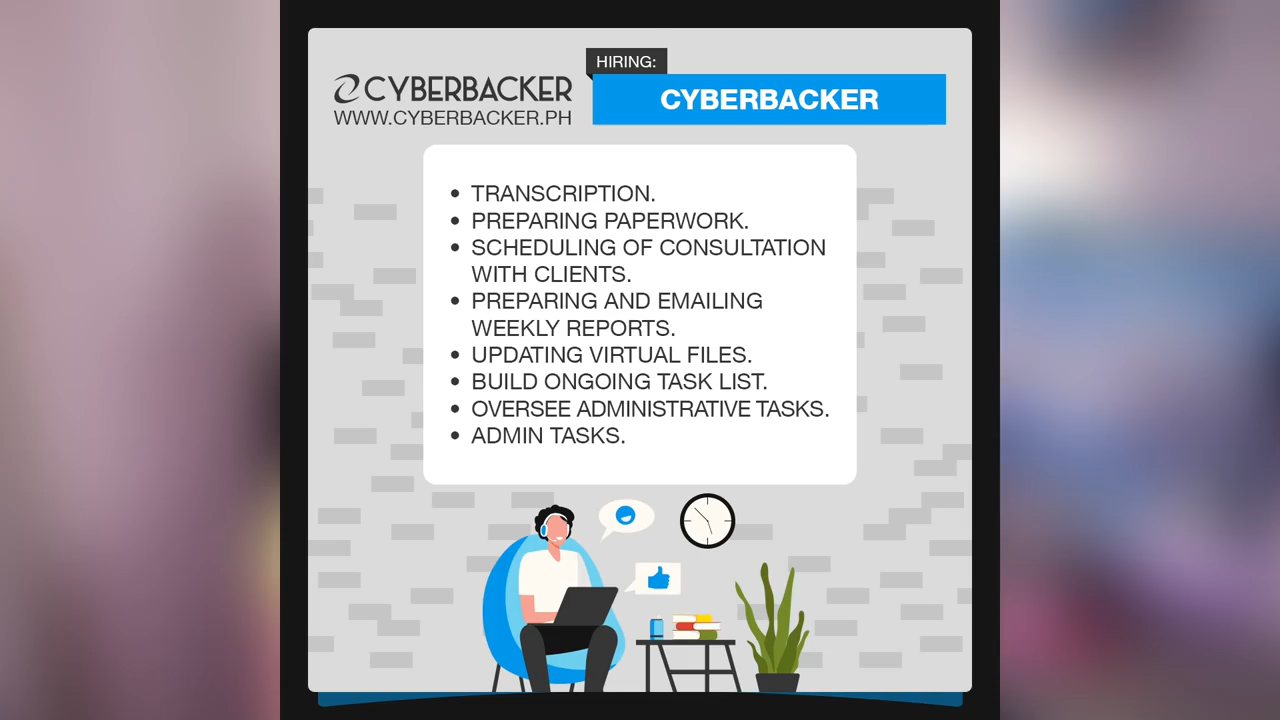 CYBERBACKER
WWW.CYBERBACKER.PH
HIRING:
CYBERBACKER
• TRANSCRIPTION.
• PREPARING PAPERWORK.
• SCHEDULING OF CONSULTATION
WITH CLIENTS.
• PREPARING AND EMAILING
WEEKLY REPORTS.
• UPDATING VIRTUAL FILES.
• BUILD ONGOING TASK LIST.
• OVERSEE ADMINISTRATIVE TASKS.
• ADMIN TASKS.